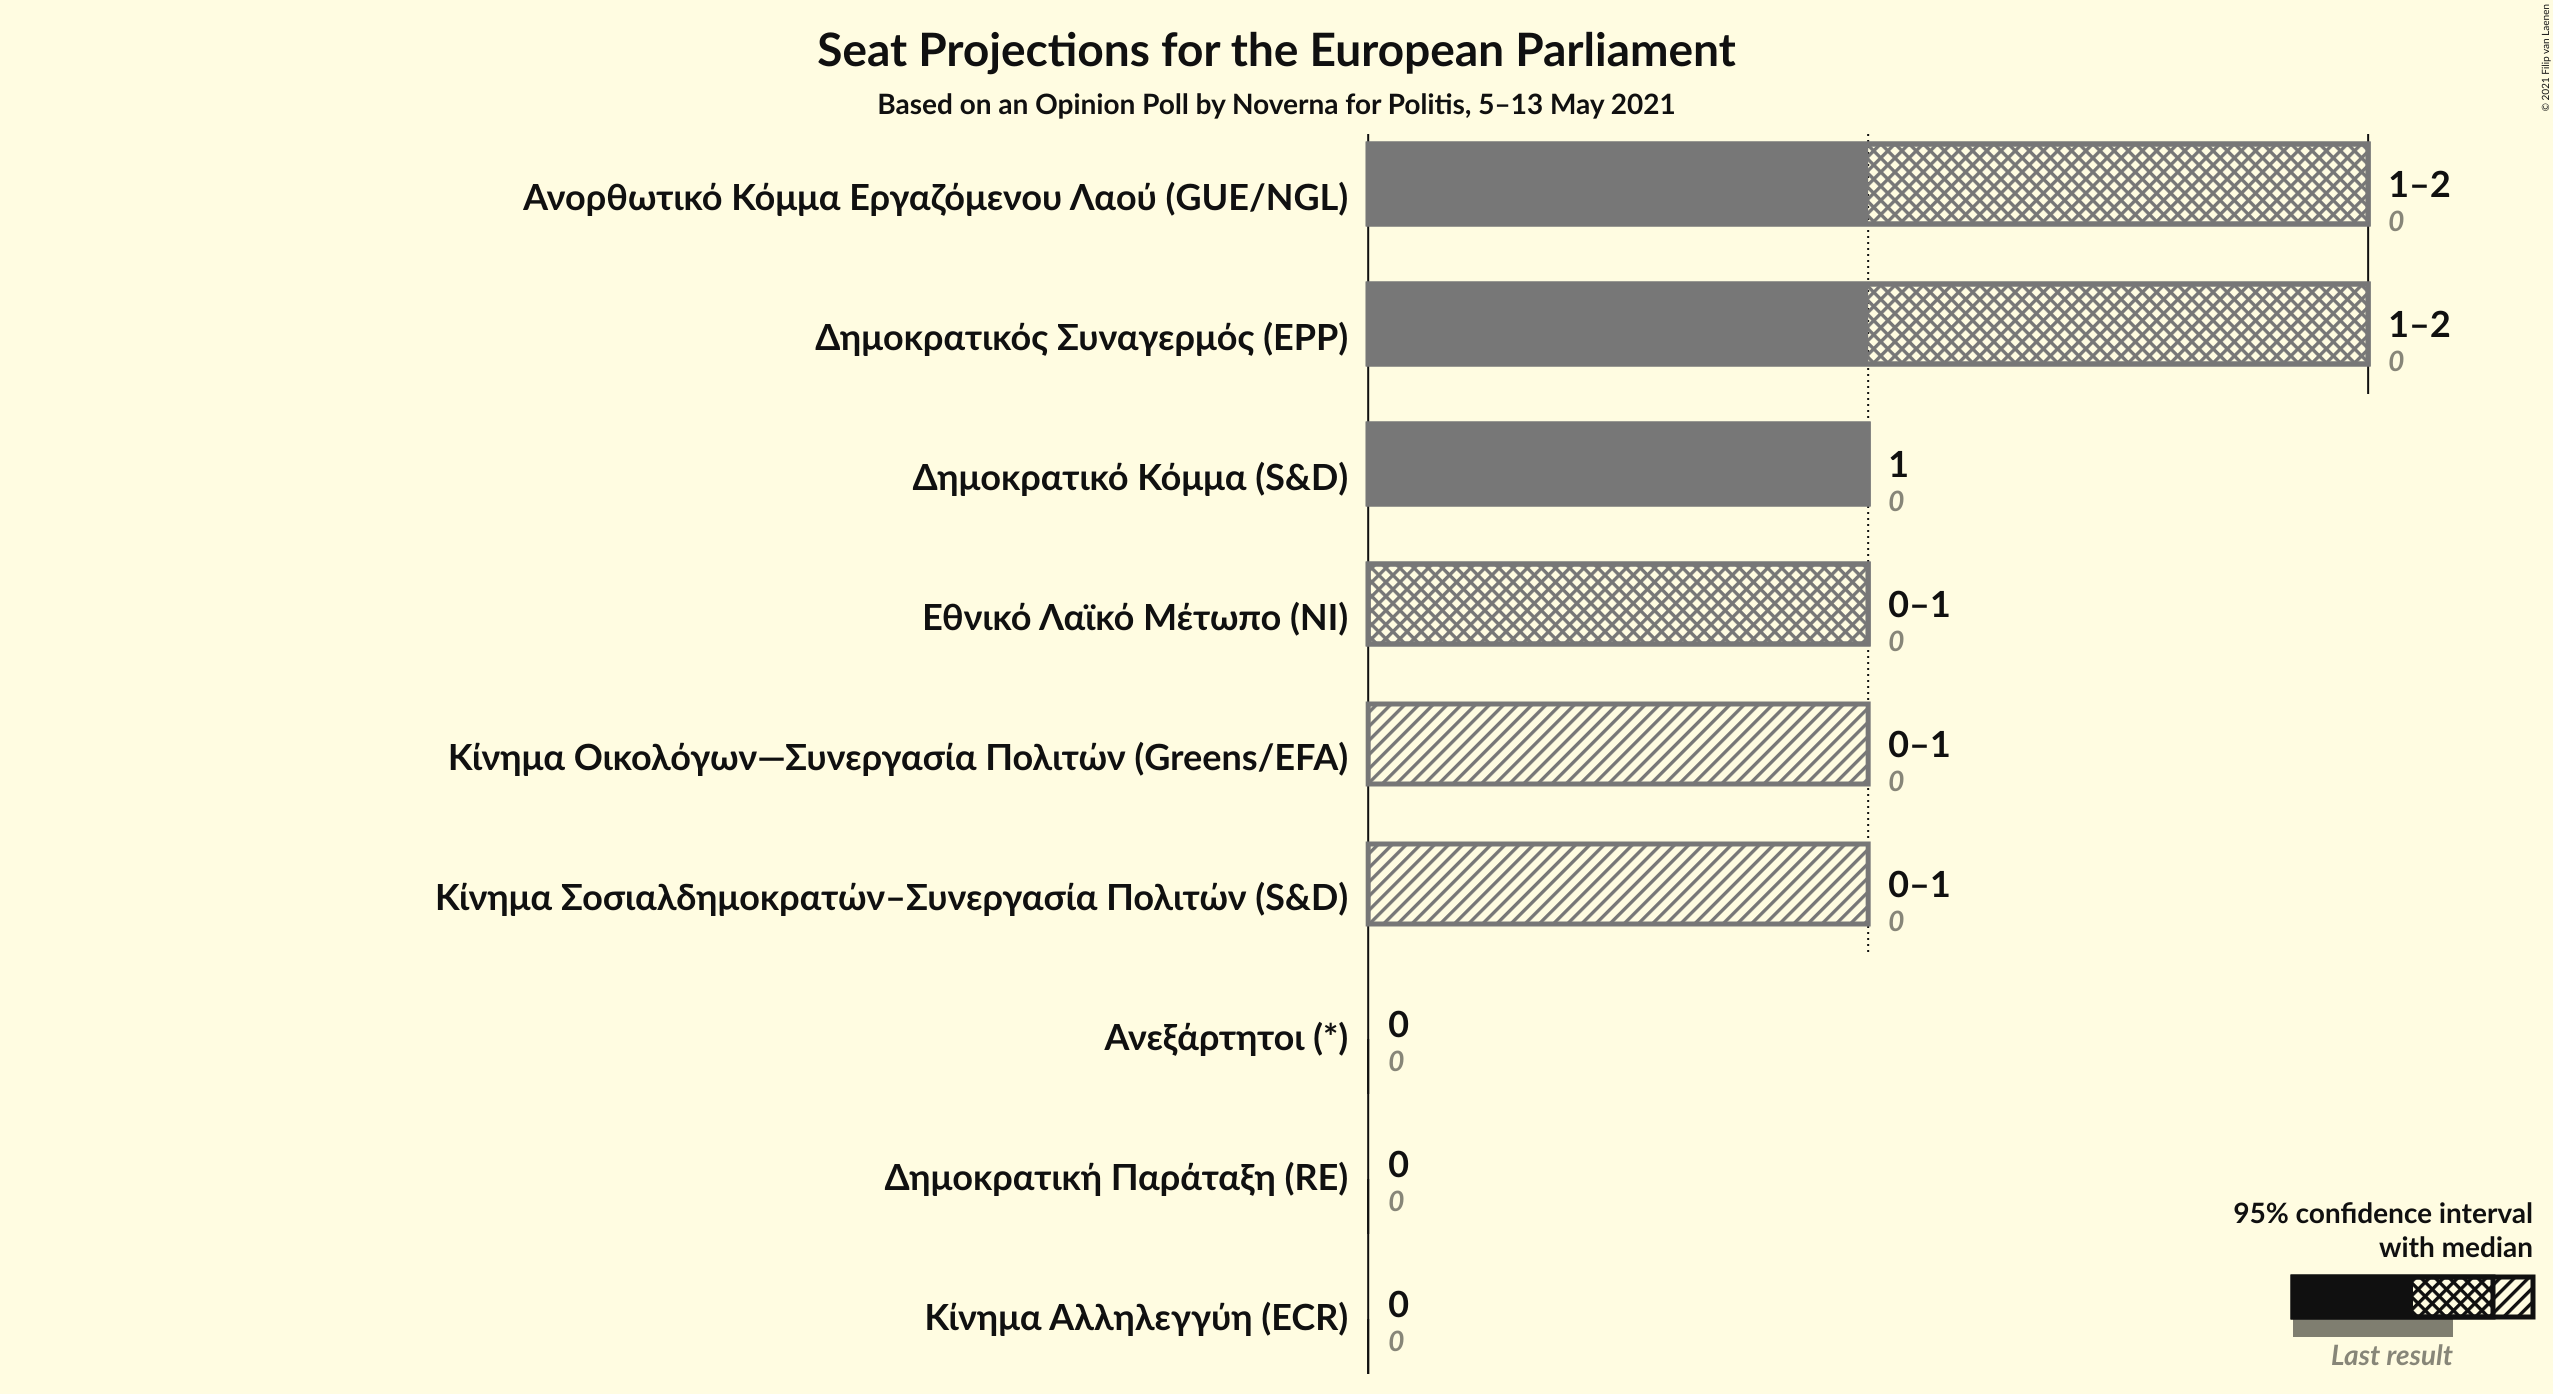 Seat Projections for the European Parliament
Based on an Opinion Poll by Noverna for Politis, 5–13 May 2021
© 2021 Filip van Laenen
Ανορθωτικό Κόμμα Εργαζόμενου Λαού (GUE/NGL)
1–2
0
Δημοκρατικός Συναγερμός (EPP)
1–2
0
Δημοκρατικό Κόμμα (S&D)
1
0
Εθνικό Λαϊκό Μέτωπο (NI)
0–1
0
Κίνημα Οικολόγων—Συνεργασία Πολιτών (Greens/EFA)
0–1
0
Κίνημα Σοσιαλδημοκρατών–Συνεργασία Πολιτών (S&D)
0–1
0
Ανεξάρτητοι (*)
0
0
Δημοκρατική Παράταξη (RE)
0
0
Κίνημα Αλληλεγγύη (ECR)
0
0
95% confidence interval
with median
Last result